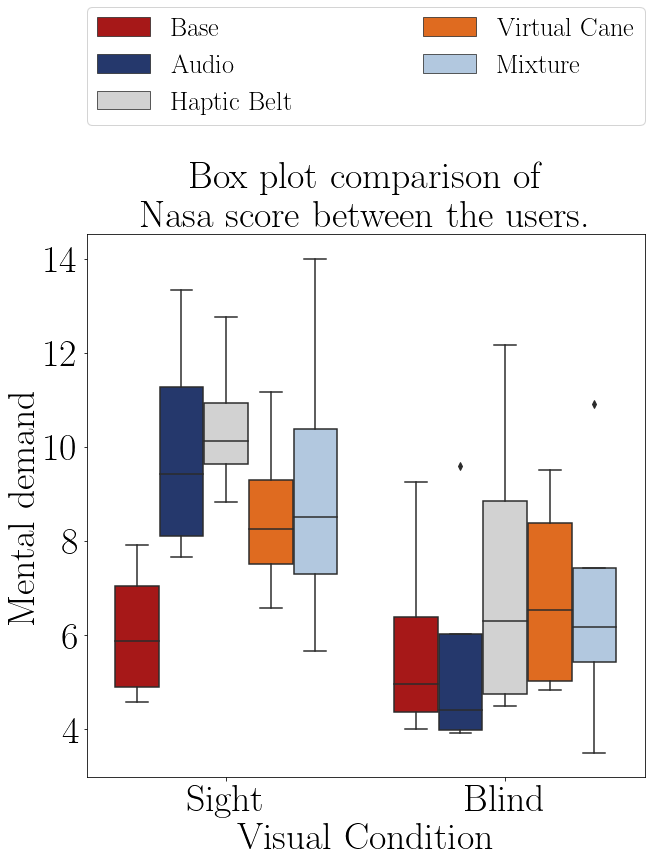 Base
Audio
Haptic Belt
Virtual Cane
Mixture
Box plot comparison of
Nasa score between the users.
Mental demand
14
12
10
8
6
4
Sight
Blind
Visual Condition